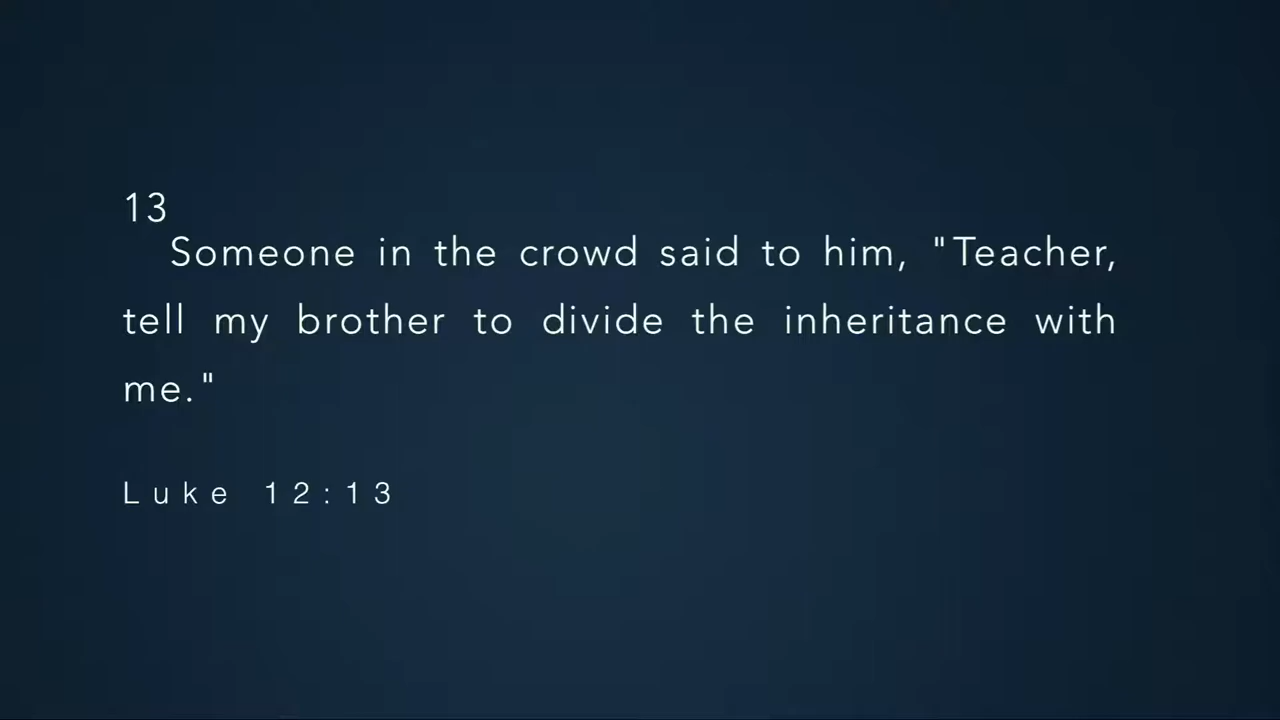 13
Someone in the crowd said to him, "Teacher,
tell my brother to divide the inheritance with
me."
Luke 12:13